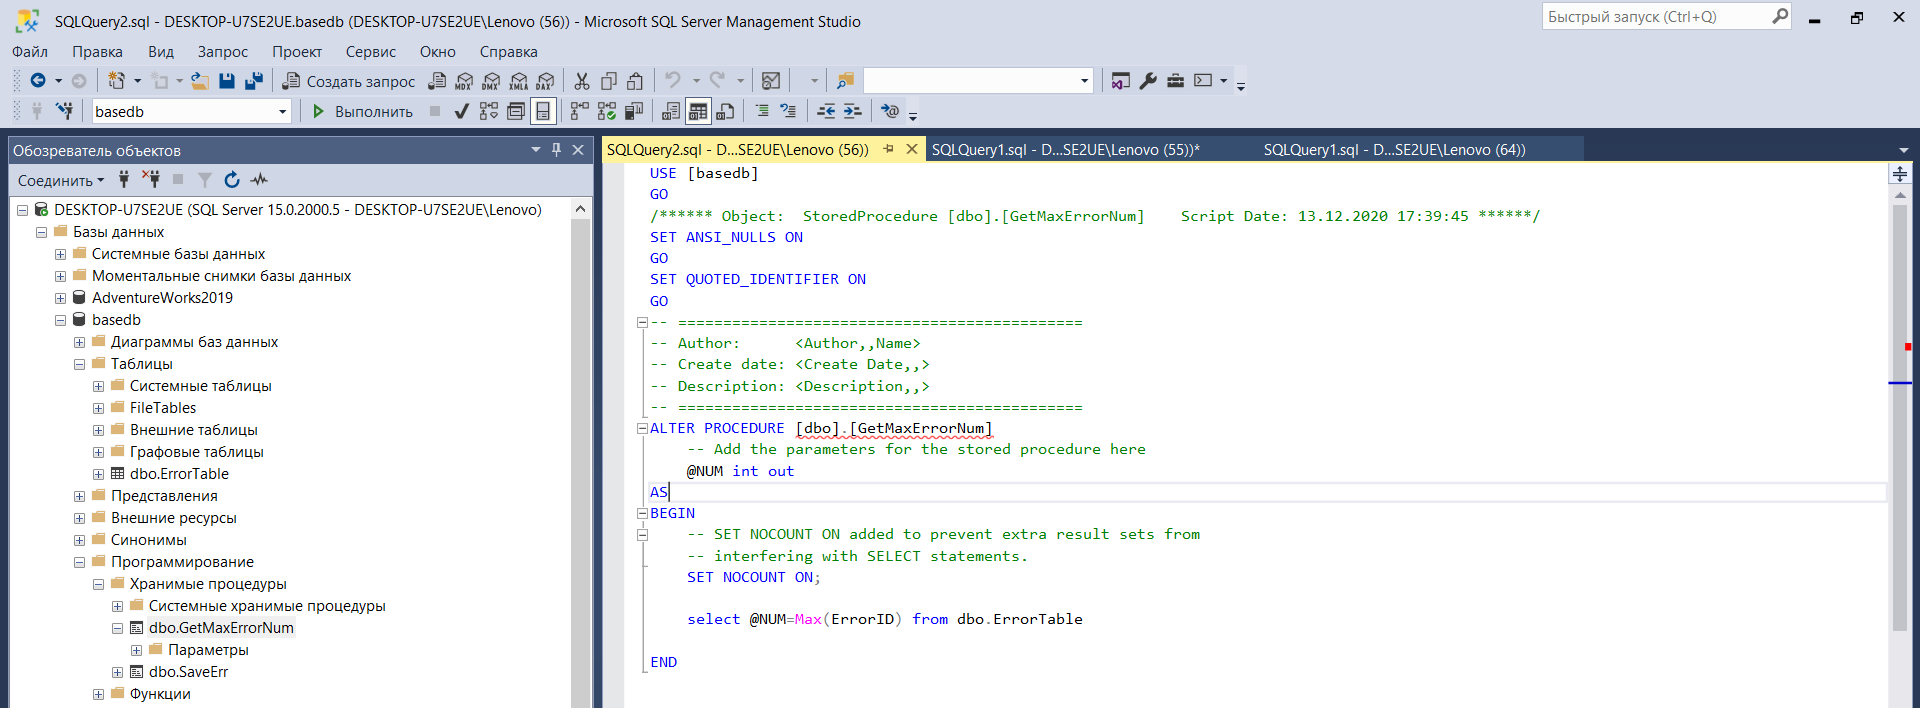 SQLQuery2.sql - DESKTOP-U7SE2UE.basedb (DESKTOP-U7SE2UE\Lenovo (56)) - Microsoft SQL Server Management Studio
Быстрый запуск (Ctrl+Q)
Файл Правка Вид Запрос Проект Сервис Окно Справка
Создать запрос MDX DMX XMLA DAX
basedb Выполнить
Обозреватель объектов
SQLQuery2.sql - D...SE2UE\Lenovo (56)) SQLQuery1.sql - D...SE2UE\Lenovo (55))* SQLQuery1.sql - D...SE2UE\Lenovo (64))
Соединить
DESKTOP-U7SE2UE (SQL Server 15.0.2000.5 - DESKTOP-U7SE2UE\Lenovo)
Базы данных
Системные базы данных
Моментальные снимки базы данных
AdventureWorks2019
basedb
Диаграммы баз данных
Таблицы
Системные таблицы
FileTables
Внешние таблицы
Графовые таблицы
dbo.ErrorTable
Представления
Внешние ресурсы
Синонимы
Программирование
Хранимые процедуры
Системные хранимые процедуры
dbo.GetMaxErrorNum
Параметры
dbo.SaveErr
Функции
USE [basedb]
GO
/****** Object:  StoredProcedure [dbo].[GetMaxErrorNum]    Script Date: 13.12.2020 17:39:45 ******/
SET ANSI_NULLS ON
GO
SET QUOTED_IDENTIFIER ON
GO
-- =============================================
-- Author:      <Author,,Name>
-- Create date: <Create Date,,>
-- Description: <Description,,>
-- =============================================
ALTER PROCEDURE [dbo].[GetMaxErrorNum]
-- Add the parameters for the stored procedure here
@NUM int out
AS
BEGIN
-- SET NOCOUNT ON added to prevent extra result sets from
-- interfering with SELECT statements.
SET NOCOUNT ON;
select @NUM=Max(ErrorID) from dbo.ErrorTable
END